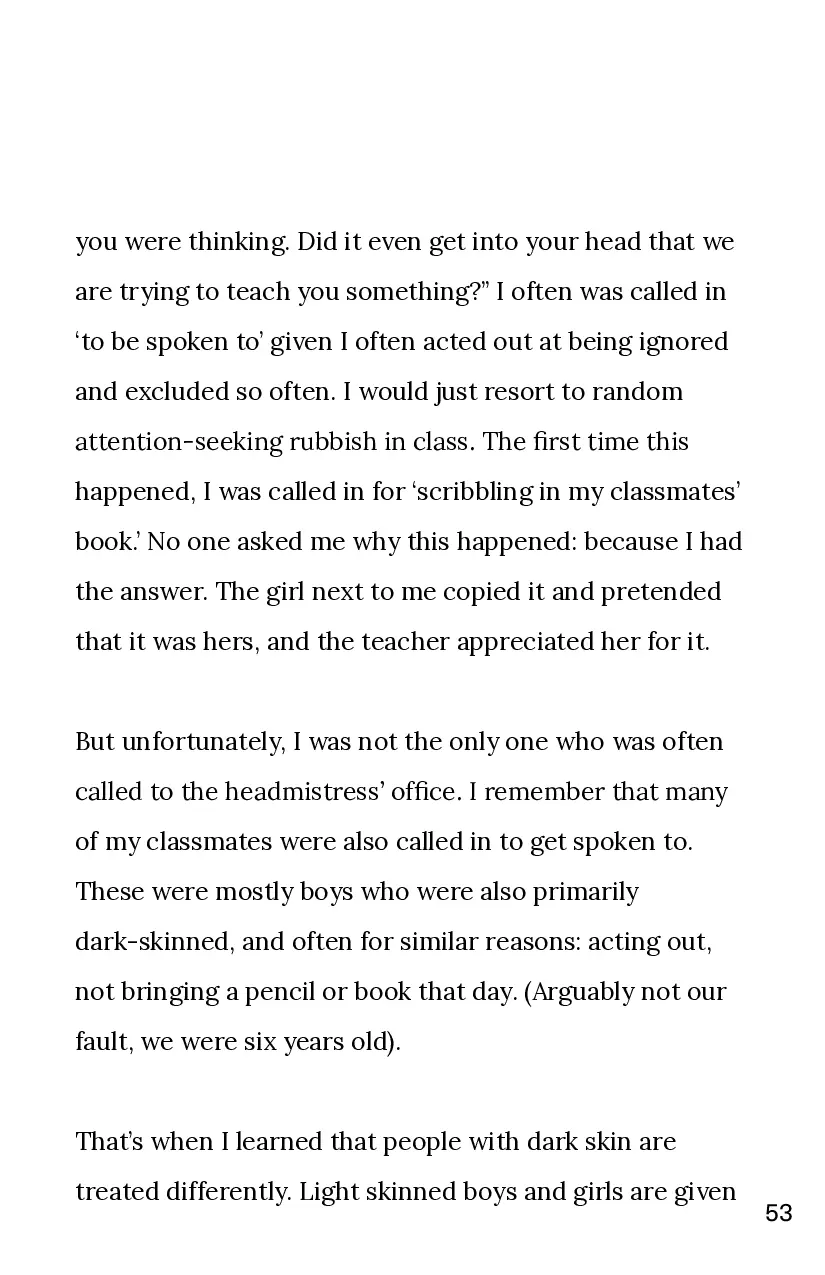 you were thinking. Did it even get into your head that we
are trying to teach you something?” I often was called in
‘to be spoken to’ given I often acted out at being ignored
and excluded so often. I would just resort to random
attention-seeking rubbish in class. The first time this
happened, I was called in for ‘scribbling in my classmates’
book.’ No one asked me why this happened: because I had
the answer. The girl next to me copied it and pretended
that it was hers, and the teacher appreciated her for it.
But unfortunately, I was not the only one who was often
called to the headmistress’ office. I remember that many
of my classmates were also called in to get spoken to.
These were mostly boys who were also primarily
dark-skinned, and often for similar reasons: acting out,
not bringing a pencil or book that day. (Arguably not our
fault, we were six years old).
That’s when I learned that people with dark skin are
treated differently. Light skinned boys and girls are given
53